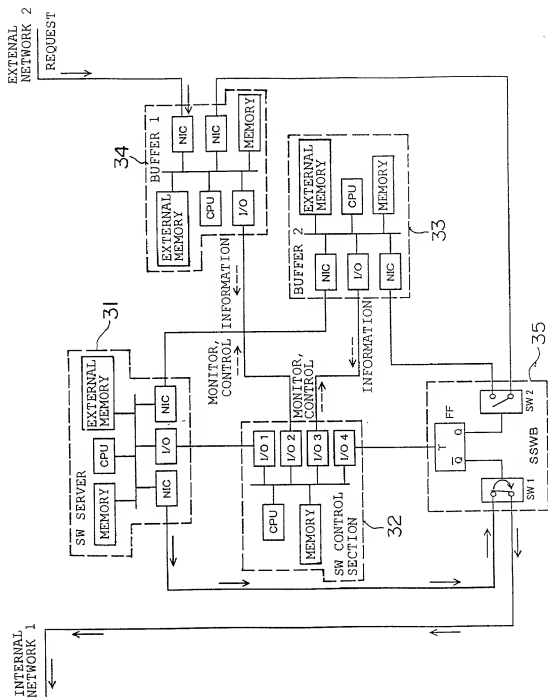 EXTENAL
NETWORK 2
REQUEST
34
BUFFER 1
EXTERNAL
MEMORY
NIC
CPU
NIC
I/O
MEMORY
BUFFER 2
EXTERNAL
MEMORY
NIC
CPU
I/O
MEMORY
NIC
33
MONITOR,
CONTROL
INFORMATION
MONITOR,
CONTROL
INFORMATION
31
SW SERVER
EXTERNAL
MEMORY
CPU
MEMORY
NIC
I/O
NIC
I/O 1
I/O 2
I/O 3
I/O 4
CPU
MEMORY
SW CONTROL
SECTION
32
35
FF
T
Q
Q̅
SW 2
SW 1
SSWB
INTERNAL
NETWORK 1